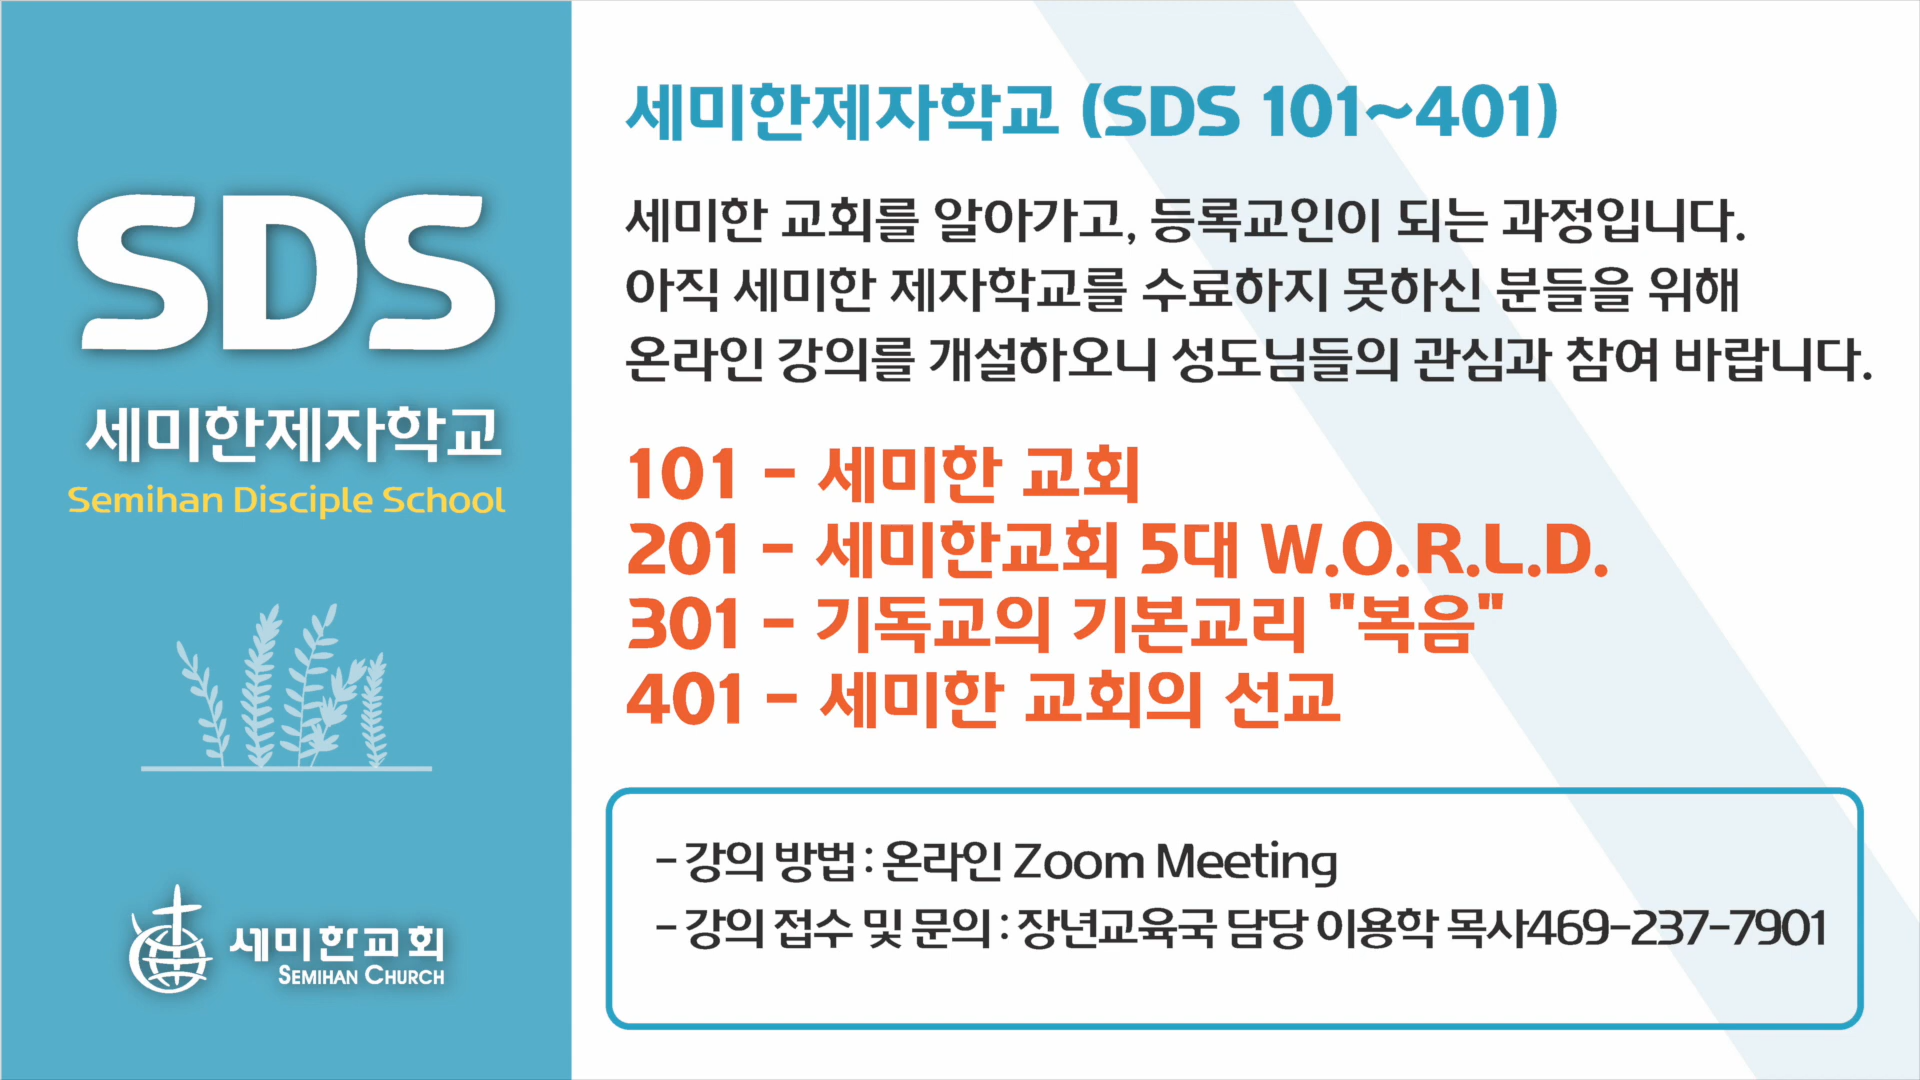 SDS
세미한제자학교
Semihan Disciple School
세미한교회
SEMIHAN CHURCH
세미한제자학교 (SDS 101~401)
세미한 교회를 알아가고, 등록교인이 되는 과정입니다.
아직 세미한 제자학교를 수료하지 못하신 분들을 위해
온라인 강의를 개설하오니 성도님들의 관심과 참여 바랍니다.
101 - 세미한 교회
201 - 세미한교회 5대 W.O.R.L.D.
301 - 기독교의 기본교리 "복음"
401 - 세미한 교회의 선교
- 강의 방법 : 온라인 Zoom Meeting
- 강의 접수 및 문의 : 장년교육국 담당 이용학 목사469-237-7901